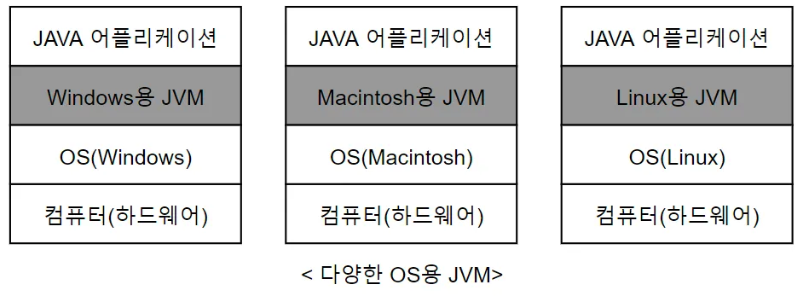 JAVA 어플리케이션
Windows용 JVM
OS(Windows)
컴퓨터(하드웨어)
JAVA 어플리케이션
Macintosh용 JVM
OS(Macintosh)
컴퓨터(하드웨어)
JAVA 어플리케이션
Linux용 JVM
OS(Linux)
컴퓨터(하드웨어)
< 다양한 OS용 JVM>